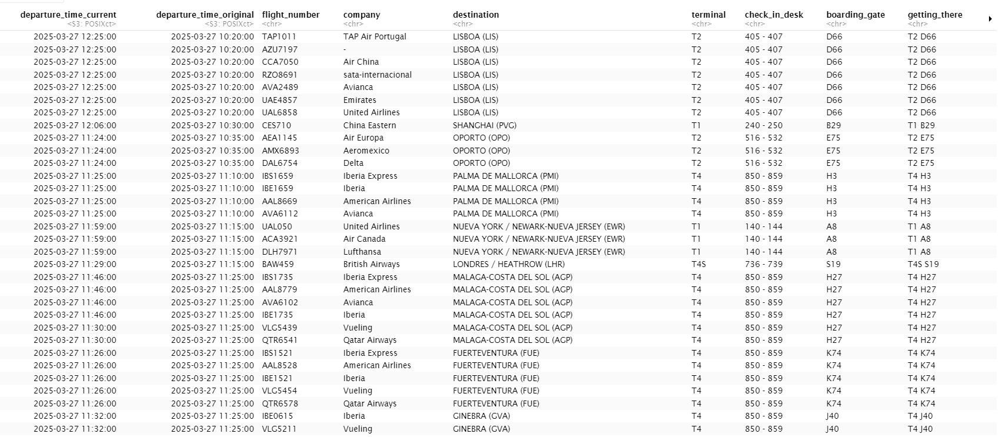 departure_time_current departure_time_original flight_number company destination terminal check_in_desk boarding_gate getting_there
<S3: POSIXct> <S3: POSIXct> <chr> <chr> <chr> <chr> <chr> <chr> <chr>
2025-03-27 12:25:00 2025-03-27 10:20:00 TAP1011 TAP Air Portugal LISBOA (LIS) T2 405 - 407 D66 T2 D66
2025-03-27 12:25:00 2025-03-27 10:20:00 AZU7197 - LISBOA (LIS) T2 405 - 407 D66 T2 D66
2025-03-27 12:25:00 2025-03-27 10:20:00 CCA7050 Air China LISBOA (LIS) T2 405 - 407 D66 T2 D66
2025-03-27 12:25:00 2025-03-27 10:20:00 RZO8691 sata-internacional LISBOA (LIS) T2 405 - 407 D66 T2 D66
2025-03-27 12:25:00 2025-03-27 10:20:00 AVA2489 Avianca LISBOA (LIS) T2 405 - 407 D66 T2 D66
2025-03-27 12:25:00 2025-03-27 10:20:00 UAE4857 Emirates LISBOA (LIS) T2 405 - 407 D66 T2 D66
2025-03-27 12:25:00 2025-03-27 10:20:00 UAL6858 United Airlines LISBOA (LIS) T2 405 - 407 D66 T2 D66
2025-03-27 12:06:00 2025-03-27 10:30:00 CES710 China Eastern SHANGHAI (PVG) T1 240 - 250 B29 T1 B29
2025-03-27 11:24:00 2025-03-27 10:35:00 AEA1145 Air Europa OPORTO (OPO) T2 516 - 532 E75 T2 E75
2025-03-27 11:24:00 2025-03-27 10:35:00 AMX6893 Aeromexico OPORTO (OPO) T2 516 - 532 E75 T2 E75
2025-03-27 11:24:00 2025-03-27 10:35:00 DAL6754 Delta OPORTO (OPO) T2 516 - 532 E75 T2 E75
2025-03-27 11:25:00 2025-03-27 11:10:00 IBS1659 Iberia Express PALMA DE MALLORCA (PMI) T4 850 - 859 H3 T4 H3
2025-03-27 11:25:00 2025-03-27 11:10:00 IBE1659 Iberia PALMA DE MALLORCA (PMI) T4 850 - 859 H3 T4 H3
2025-03-27 11:25:00 2025-03-27 11:10:00 AAL8669 American Airlines PALMA DE MALLORCA (PMI) T4 850 - 859 H3 T4 H3
2025-03-27 11:25:00 2025-03-27 11:10:00 AVA6112 Avianca PALMA DE MALLORCA (PMI) T4 850 - 859 H3 T4 H3
2025-03-27 11:59:00 2025-03-27 11:15:00 UAL050 United Airlines NUEVA YORK / NEWARK-NUEVA JERSEY (EWR) T1 140 - 144 A8 T1 A8
2025-03-27 11:59:00 2025-03-27 11:15:00 ACA3921 Air Canada NUEVA YORK / NEWARK-NUEVA JERSEY (EWR) T1 140 - 144 A8 T1 A8
2025-03-27 11:59:00 2025-03-27 11:15:00 DLH7971 Lufthansa NUEVA YORK / NEWARK-NUEVA JERSEY (EWR) T1 140 - 144 A8 T1 A8
2025-03-27 11:29:00 2025-03-27 11:15:00 BAW459 British Airways LONDRES / HEATHROW (LHR) T4S 736 - 739 S19 T4S S19
2025-03-27 11:46:00 2025-03-27 11:25:00 IBS1735 Iberia Express MALAGA-COSTA DEL SOL (AGP) T4 850 - 859 H27 T4 H27
2025-03-27 11:46:00 2025-03-27 11:25:00 AAL8779 American Airlines MALAGA-COSTA DEL SOL (AGP) T4 850 - 859 H27 T4 H27
2025-03-27 11:46:00 2025-03-27 11:25:00 AVA6102 Avianca MALAGA-COSTA DEL SOL (AGP) T4 850 - 859 H27 T4 H27
2025-03-27 11:46:00 2025-03-27 11:25:00 IBE1735 Iberia MALAGA-COSTA DEL SOL (AGP) T4 850 - 859 H27 T4 H27
2025-03-27 11:30:00 2025-03-27 11:25:00 VLG5439 Vueling MALAGA-COSTA DEL SOL (AGP) T4 850 - 859 H27 T4 H27
2025-03-27 11:30:00 2025-03-27 11:25:00 QTR6541 Qatar Airways MALAGA-COSTA DEL SOL (AGP) T4 850 - 859 H27 T4 H27
2025-03-27 11:26:00 2025-03-27 11:25:00 IBS1521 Iberia Express FUERTEVENTURA (FUE) T4 850 - 859 K74 T4 K74
2025-03-27 11:26:00 2025-03-27 11:25:00 AAL8528 American Airlines FUERTEVENTURA (FUE) T4 850 - 859 K74 T4 K74
2025-03-27 11:26:00 2025-03-27 11:25:00 IBE1521 Iberia FUERTEVENTURA (FUE) T4 850 - 859 K74 T4 K74
2025-03-27 11:26:00 2025-03-27 11:25:00 VLG5454 Vueling FUERTEVENTURA (FUE) T4 850 - 859 K74 T4 K74
2025-03-27 11:26:00 2025-03-27 11:25:00 QTR6578 Qatar Airways FUERTEVENTURA (FUE) T4 850 - 859 K74 T4 K74
2025-03-27 11:32:00 2025-03-27 11:25:00 IBE0615 Iberia GINEBRA (GVA) T4 850 - 859 J40 T4 J40
2025-03-27 11:32:00 2025-03-27 11:25:00 VLG5211 Vueling GINEBRA (GVA) T4 850 - 859 J40 T4 J40